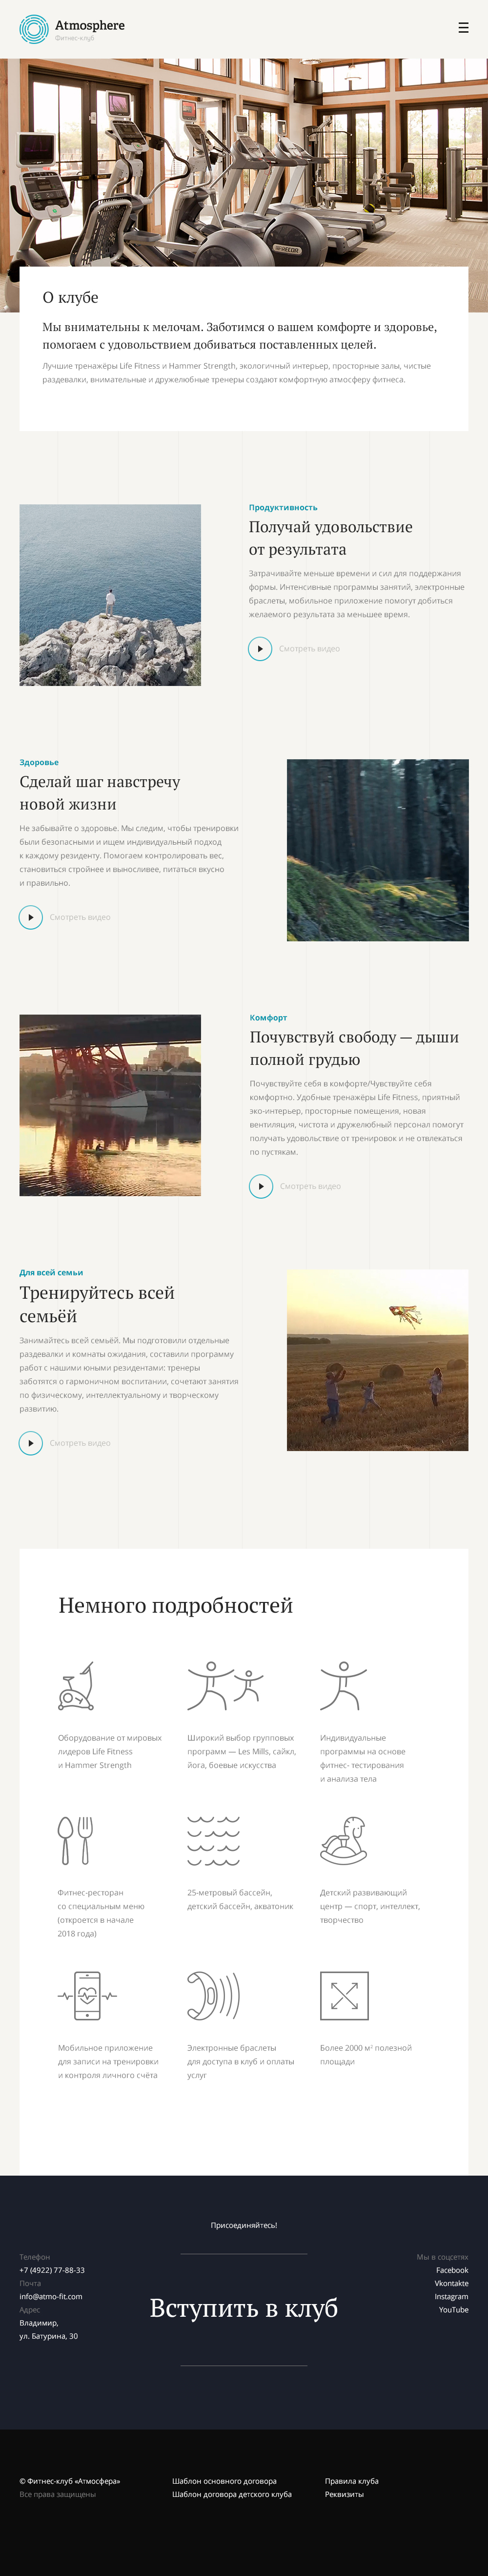 Atmosphere
Фитнес-клуб
PRECOR
О клубе
Мы внимательны к мелочам. Заботимся о вашем комфорте и здоровье,
помогаем с удовольствием добиваться поставленных целей.
Лучшие тренажёры Life Fitness и Hammer Strength, экологичный интерьер, просторные залы, чистые
раздевалки, внимательные и дружелюбные тренеры создают комфортную атмосферу фитнеса.
Продуктивность
Получай удовольствие
от результата
Затрачивайте меньше времени и сил для поддержания
формы. Интенсивные программы занятий, электронные
браслеты, мобильное приложение помогут добиться
желаемого результата за меньшее время.
Смотреть видео
Здоровье
Сделай шаг навстречу
новой жизни
Не забывайте о здоровье. Мы следим, чтобы тренировки
были безопасными и ищем индивидуальный подход
к каждому резиденту. Помогаем контролировать вес,
становиться стройнее и выносливее, питаться вкусно
и правильно.
Смотреть видео
Комфорт
Почувствуй свободу — дыши
полной грудью
Почувствуйте себя в комфорте/Чувствуйте себя
комфортно. Удобные тренажёры Life Fitness, приятный
эко-интерьер, просторные помещения, новая
вентиляция, чистота и дружелюбный персонал помогут
получать удовольствие от тренировок и не отвлекаться
по пустякам.
Смотреть видео
Для всей семьи
Тренируйтесь всей
семьёй
Занимайтесь всей семьёй. Мы подготовили отдельные
раздевалки и комнаты ожидания, составили программу
работ с нашими юными резидентами: тренеры
заботятся о гармоничном воспитании, сочетают занятия
по физическому, интеллектуальному и творческому
развитию.
Смотреть видео
Немного подробностей
Оборудование от мировых
лидеров Life Fitness
и Hammer Strength
Широкий выбор групповых
программ — Les Mills, сайкл,
йога, боевые искусства
Индивидуальные
программы на основе
фитнес- тестирования
и анализа тела
Фитнес-ресторан
со специальным меню
(откроется в начале
2018 года)
25-метровый бассейн,
детский бассейн, акватоник
Детский развивающий
центр — спорт, интеллект,
творчество
Мобильное приложение
для записи на тренировки
и контроля личного счёта
Электронные браслеты
для доступа в клуб и оплаты
услуг
Более 2000 м² полезной
площади
Присоединяйтесь!
Телефон
+7 (4922) 77-88-33
Почта
info@atmo-fit.com
Адрес
Владимир,
ул. Батурина, 30
Вступить в клуб
Мы в соцсетях
Facebook
Vkontakte
Instagram
YouTube
© Фитнес-клуб «Атмосфера»
Все права защищены
Шаблон основного договора
Шаблон договора детского клуба
Правила клуба
Реквизиты